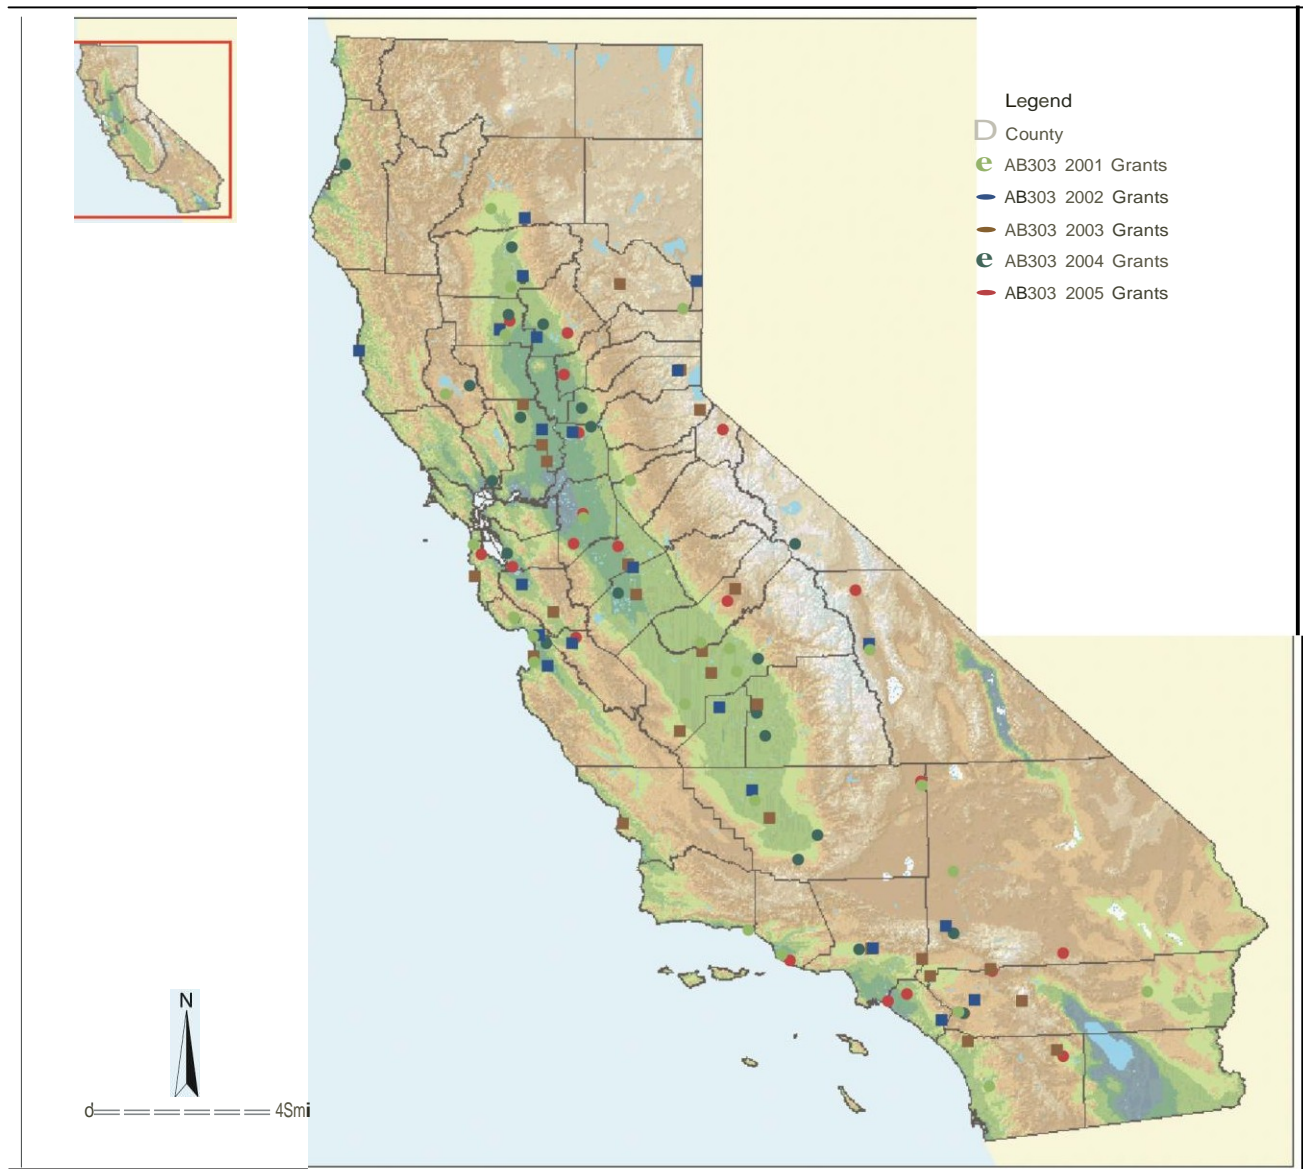 Legend
D County
e AB303 2001 Grants
AB303 2002 Grants
AB303 2003 Grants
e AB303 2004 Grants
AB303 2005 Grants
N
d 4Smi